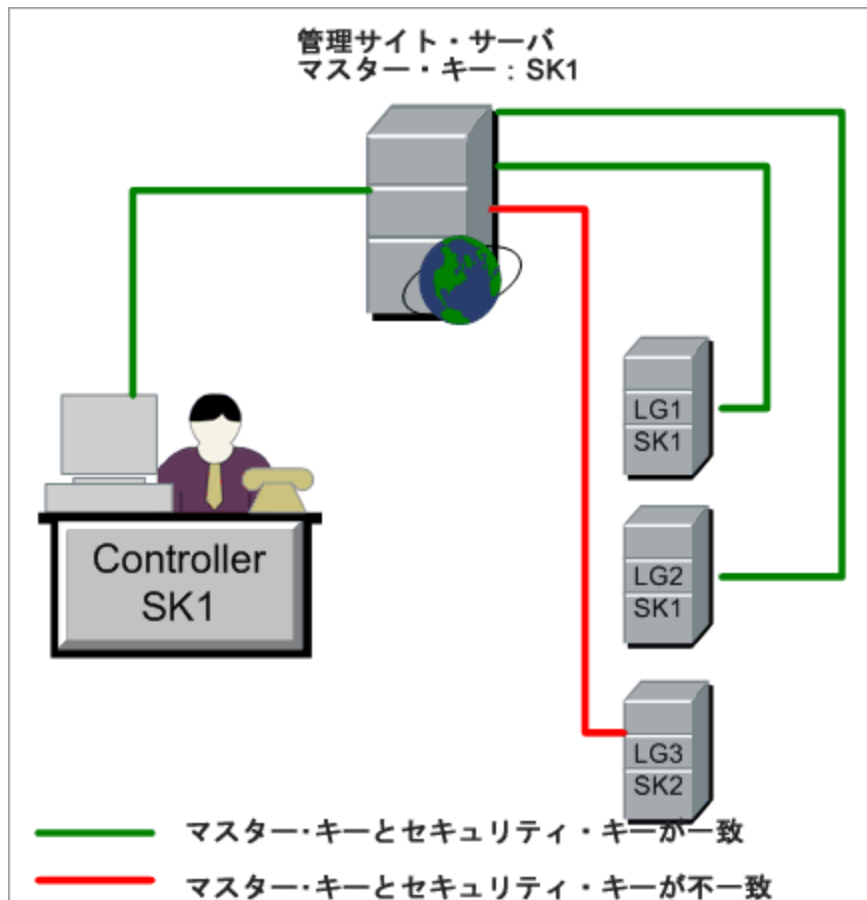 管理サイト・サーバ
マスター・キー：SK1
LG1
SK1
Controller
SK1
LG2
SK1
LG3
SK2
マスター・キーとセキュリティ・キーが一致
マスター・キーとセキュリティ・キーが不一致